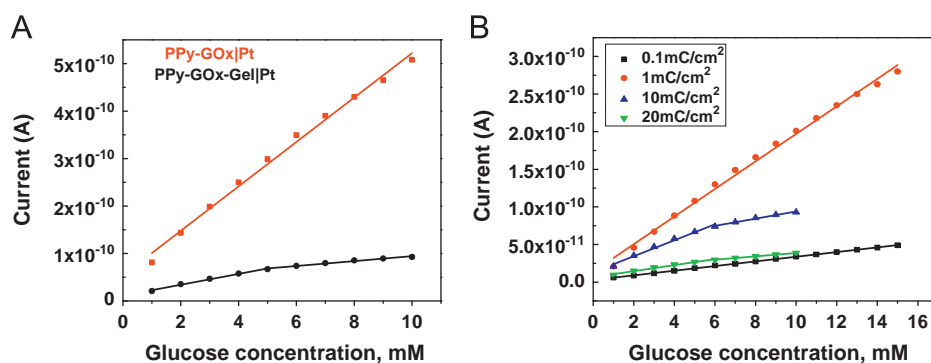 A
PPy-GOx|Pt
PPy-GOx-Gel|Pt
5x10⁻¹⁰
4x10⁻¹⁰
3x10⁻¹⁰
2x10⁻¹⁰
1x10⁻¹⁰
0
Current (A)
0 2 4 6 8 10
Glucose concentration, mM
B
0.1mC/cm²
1mC/cm²
10mC/cm²
20mC/cm²
3.0x10⁻¹⁰
2.5x10⁻¹⁰
2.0x10⁻¹⁰
1.5x10⁻¹⁰
1.0x10⁻¹⁰
5.0x10⁻¹¹
0.0
Current (A)
0 2 4 6 8 10 12 14 16
Glucose concentration, mM